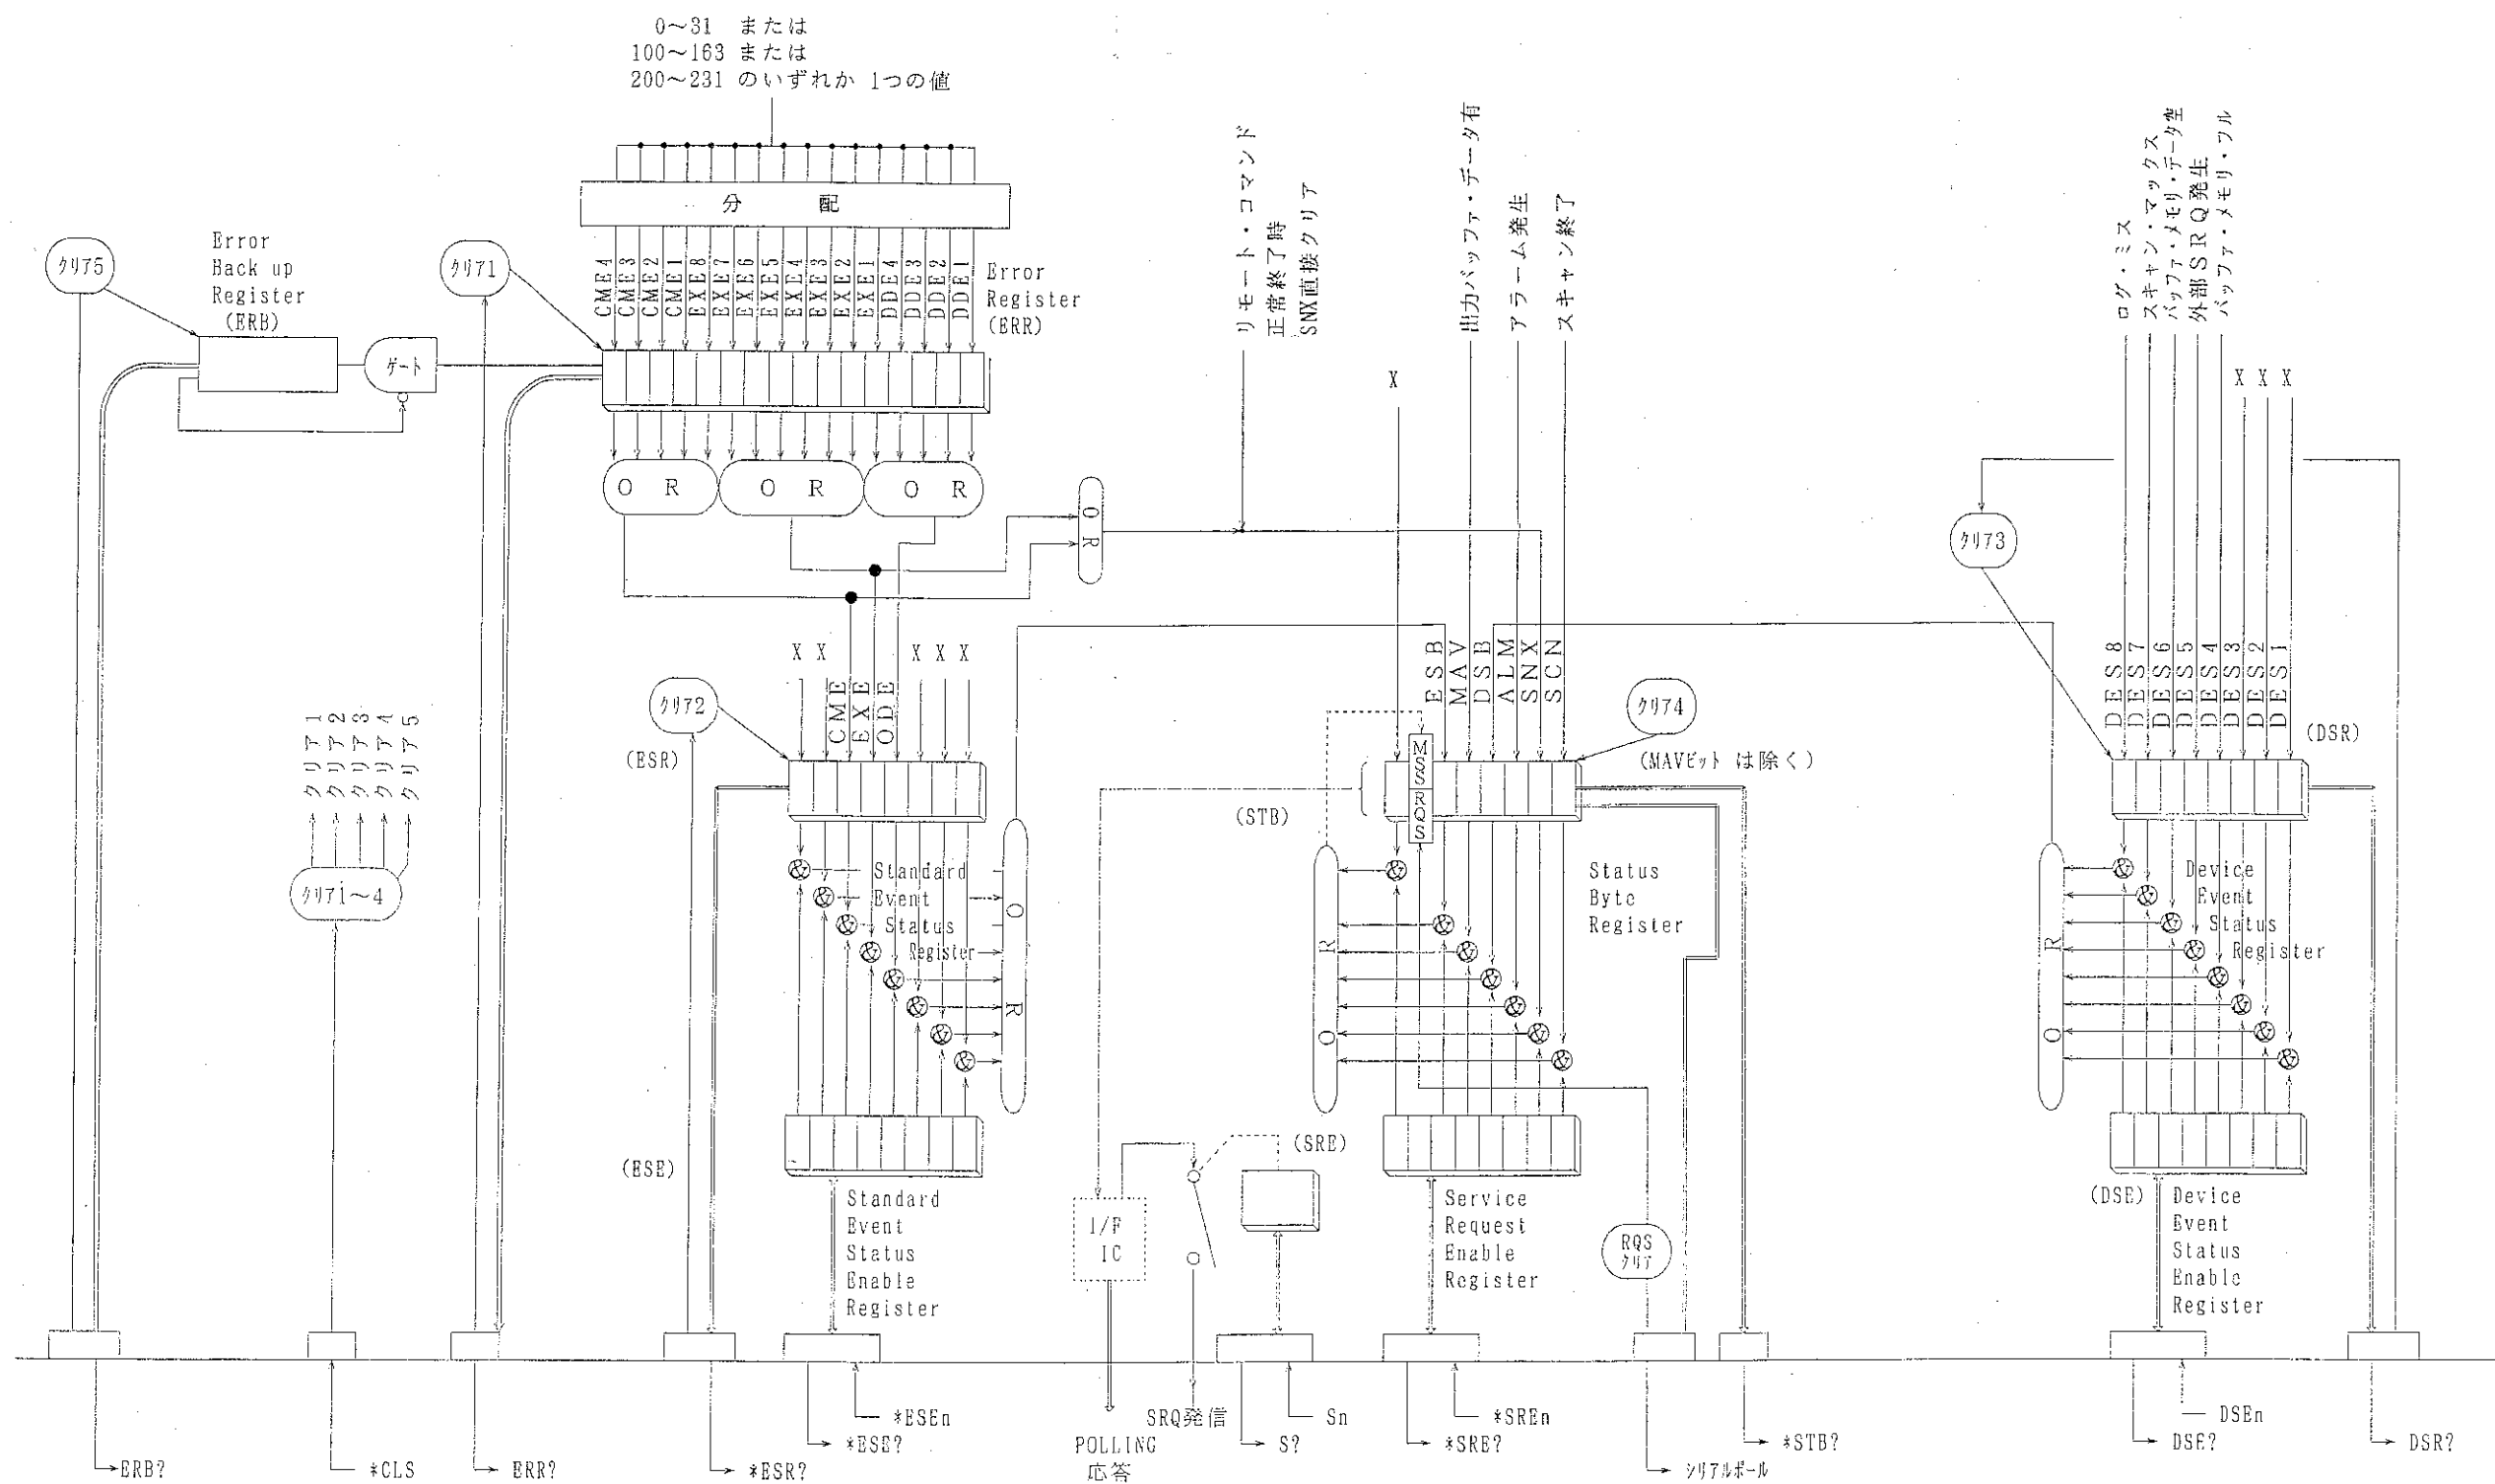 0～31 または
100～163 または
200～231 のいずれか 1つの値
分 配
クリア5
Error
Back up
Register
(ERB)
ゲート
クリア1
CME4
CME3
CME2
CME1
EXE8
EXE7
EXE6
EXE5
EXE4
EXE3
EXE2
EXE1
DDE4
DDE3
DDE2
DDE1
Error
Register
(ERR)
O R
O R
O R
OR
リモート・コマンド
正常終了時
SNX直接クリア
X
出力バッファ・データ有
アラーム発生
スキャン終了
ログ・ミス
スキャン・マックス
バッファ・メモリ・データ空
外部SRQ発生
バッファ・メモリ・フル
X X X
クリア3
X X
CME
EXE
ODE
X X X
クリア2
(ESR)
ESB
MAV
DSB
ALM
SNX
SCN
MSS
RQS
クリア4
(MAVビット は除く)
(STB)
DES8
DES7
DES6
DES5
DES4
DES3
DES2
DES1
(DSR)
クリア1
クリア2
クリア3
クリア4
クリア5
クリア1～4
& & & & & & & &
Standard
Event
Status
Register
OR
OR
& & & & & & &
Status
Byte
Register
OR
& & & & & & & &
Device
Event
Status
Register
(ESE)
Standard
Event
Status
Enable
Register
I/F
IC
(SRE)
Service
Request
Enable
Register
RQS
クリア
(DSE)
Device
Event
Status
Enable
Register
ERB?
*CLS
ERR?
*ESR?
*ESEn
*ESE?
POLLING
応答
SRQ発信
Sn
S?
*SREn
*SRE?
シリアルポール
*STB?
DSEn
DSE?
DSR?